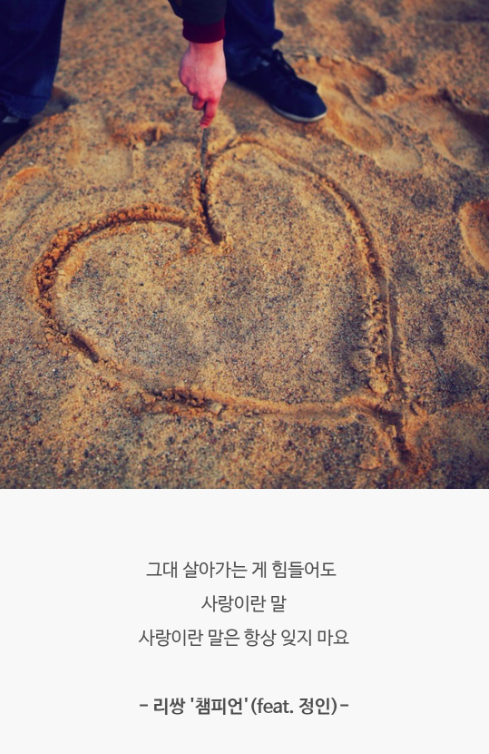 그대 살아가는 게 힘들어도
사랑이란 말
사랑이란 말은 항상 잊지 마요
- 리쌍 '챔피언'(feat. 정인)-